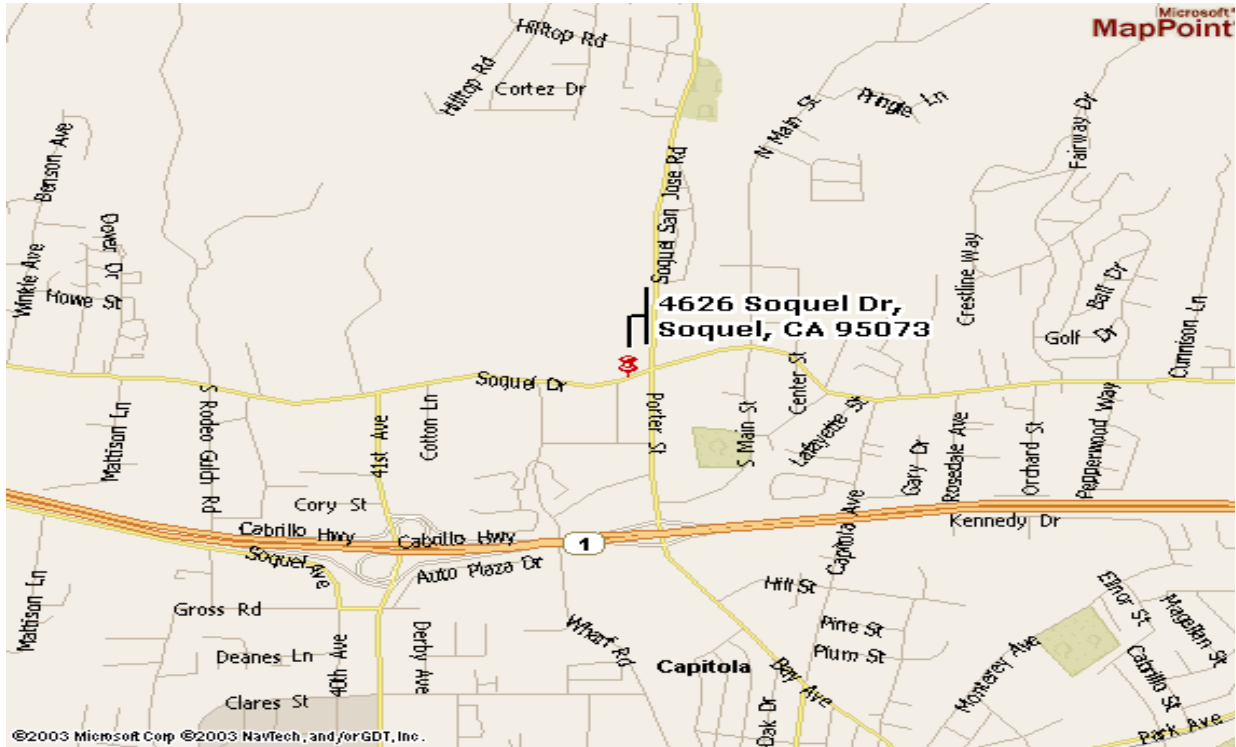 Microsoft®
MapPoint®
Hilltop Rd
Hilltop Rd
Cortez Dr
N Main St
Pringle Ln
Fairway Dr
Benson Ave
Dover Dr
Winkle Ave
Howe St
Soquel San Jose Rd
Crestline Way
Ball Dr
Golf Dr
Cunnison Ln
4626 Soquel Dr,
Soquel, CA 95073
Soquel Dr
Mattison Ln
S Rodeo Gulch Rd
41st Ave
Cotton Ln
Porter St
S Main St
Center St
Lafayette St
Gary Dr
Rosedale Ave
Orchard St
Pepperwood Way
Cory St
Cabrillo Hwy
Cabrillo Hwy
1
Kennedy Dr
Capitola Ave
Soquel Ave
Auto Plaza Dr
Mattison Ln
Gross Rd
Hill St
Elinor St
Magellan St
Deanes Ln
40th Ave
Derby Ave
Wharf Rd
Pine St
Plum St
Capitola
Bay Ave
Monterey Ave
Cabrillo St
Clares St
Oak Dr
Park Ave
©2003 Microsoft Corp ©2003 NavTech, and/or GDT, Inc.